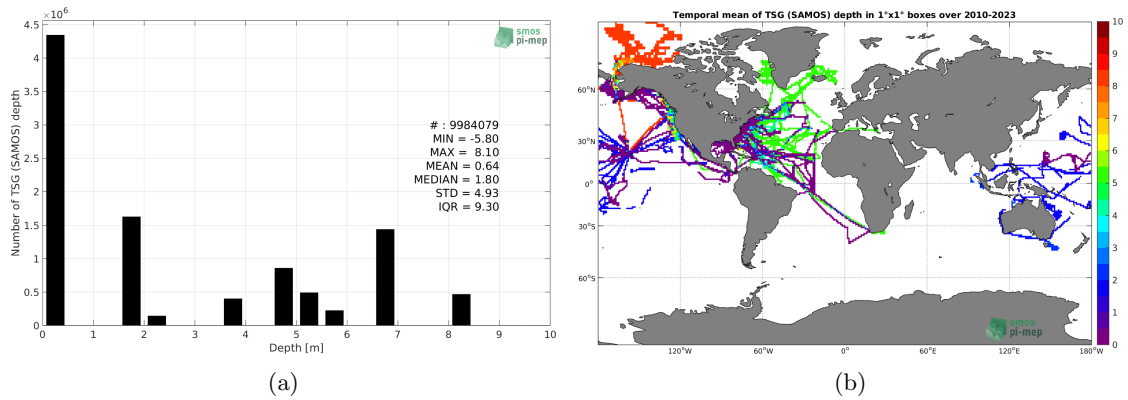 ×10⁶
4.5
4
3.5
3
2.5
2
1.5
1
0.5
0
Number of TSG (SAMOS) depth
smos
pi-mep
# : 9984079
MIN = -5.80
MAX = 8.10
MEAN = 0.64
MEDIAN = 1.80
STD = 4.93
IQR = 9.30
0 1 2 3 4 5 6 7 8 9 10
Depth [m]
(a)
Temporal mean of TSG (SAMOS) depth in 1°x1° boxes over 2010-2023
60°N
30°N
0°
30°S
60°S
120°W 60°W 0° 60°E 120°E 180°W
smos
pi-mep
10
9
8
7
6
5
4
3
2
1
0
(b)